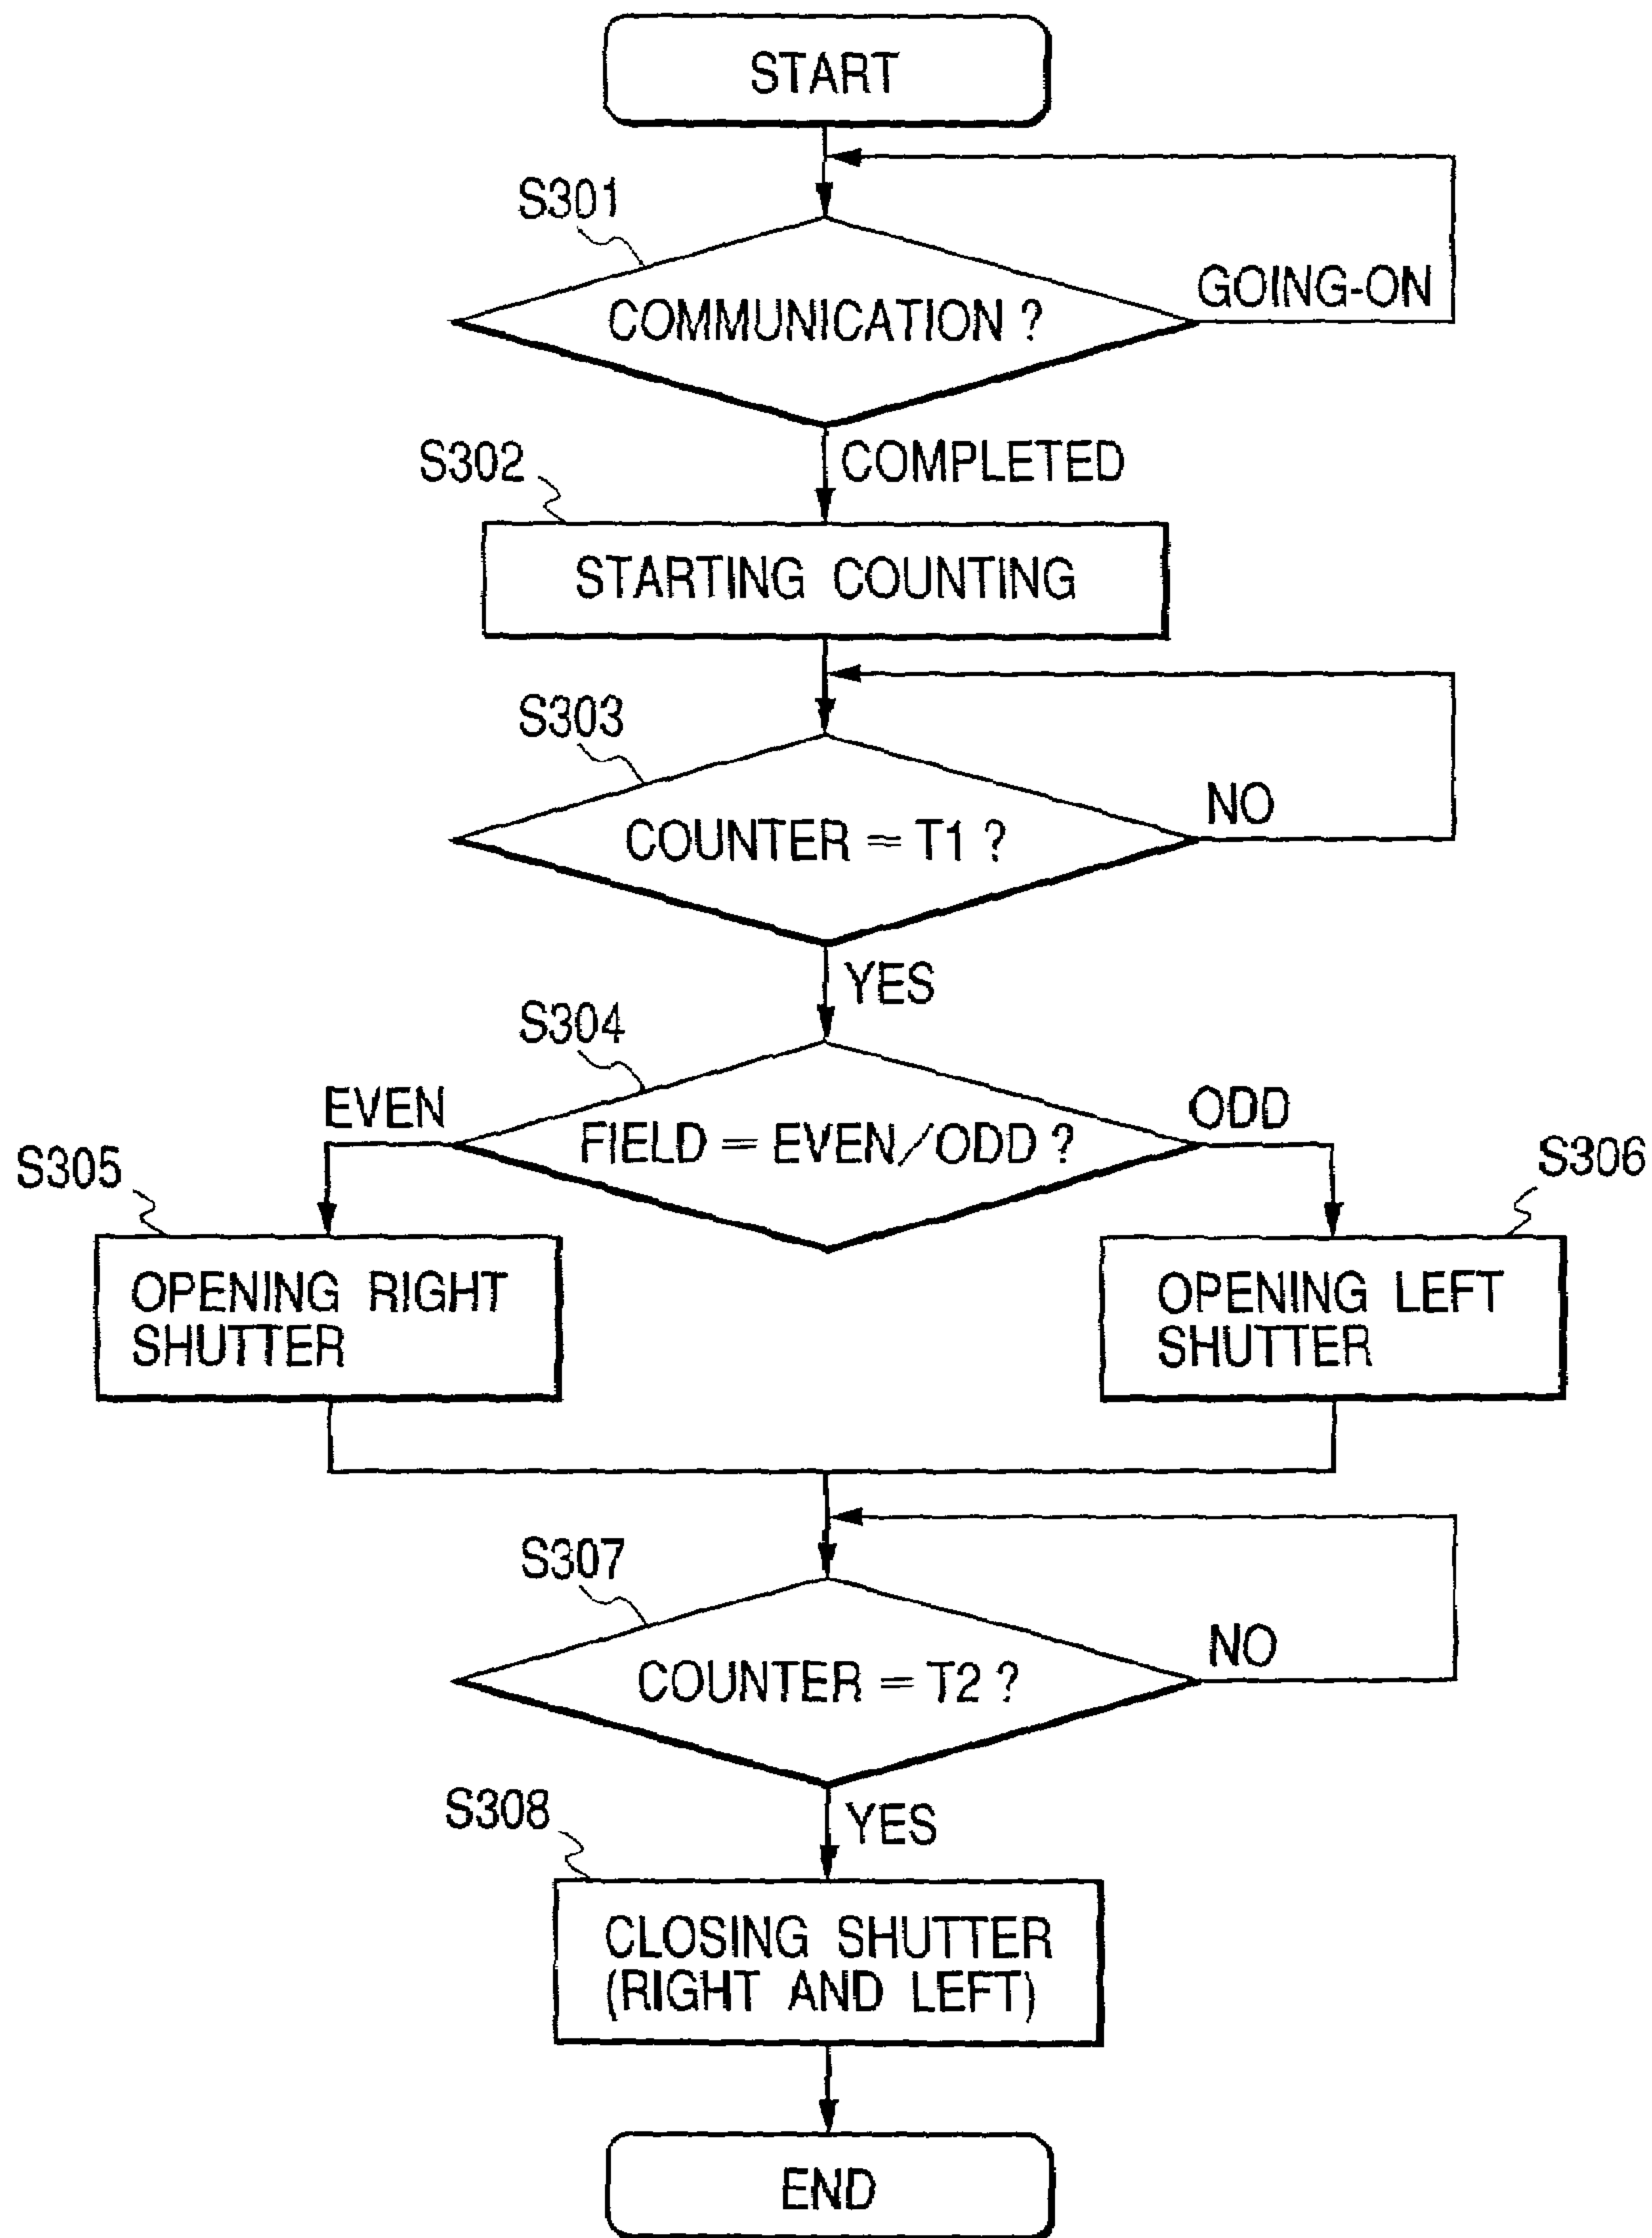 START
S301
COMMUNICATION ?
GOING-ON
COMPLETED
S302
STARTING COUNTING
S303
COUNTER = T1 ?
NO
YES
S304
FIELD = EVEN/ODD ?
EVEN
ODD
S305
OPENING RIGHT
SHUTTER
S306
OPENING LEFT
SHUTTER
S307
COUNTER = T2 ?
NO
YES
S308
CLOSING SHUTTER
(RIGHT AND LEFT)
END